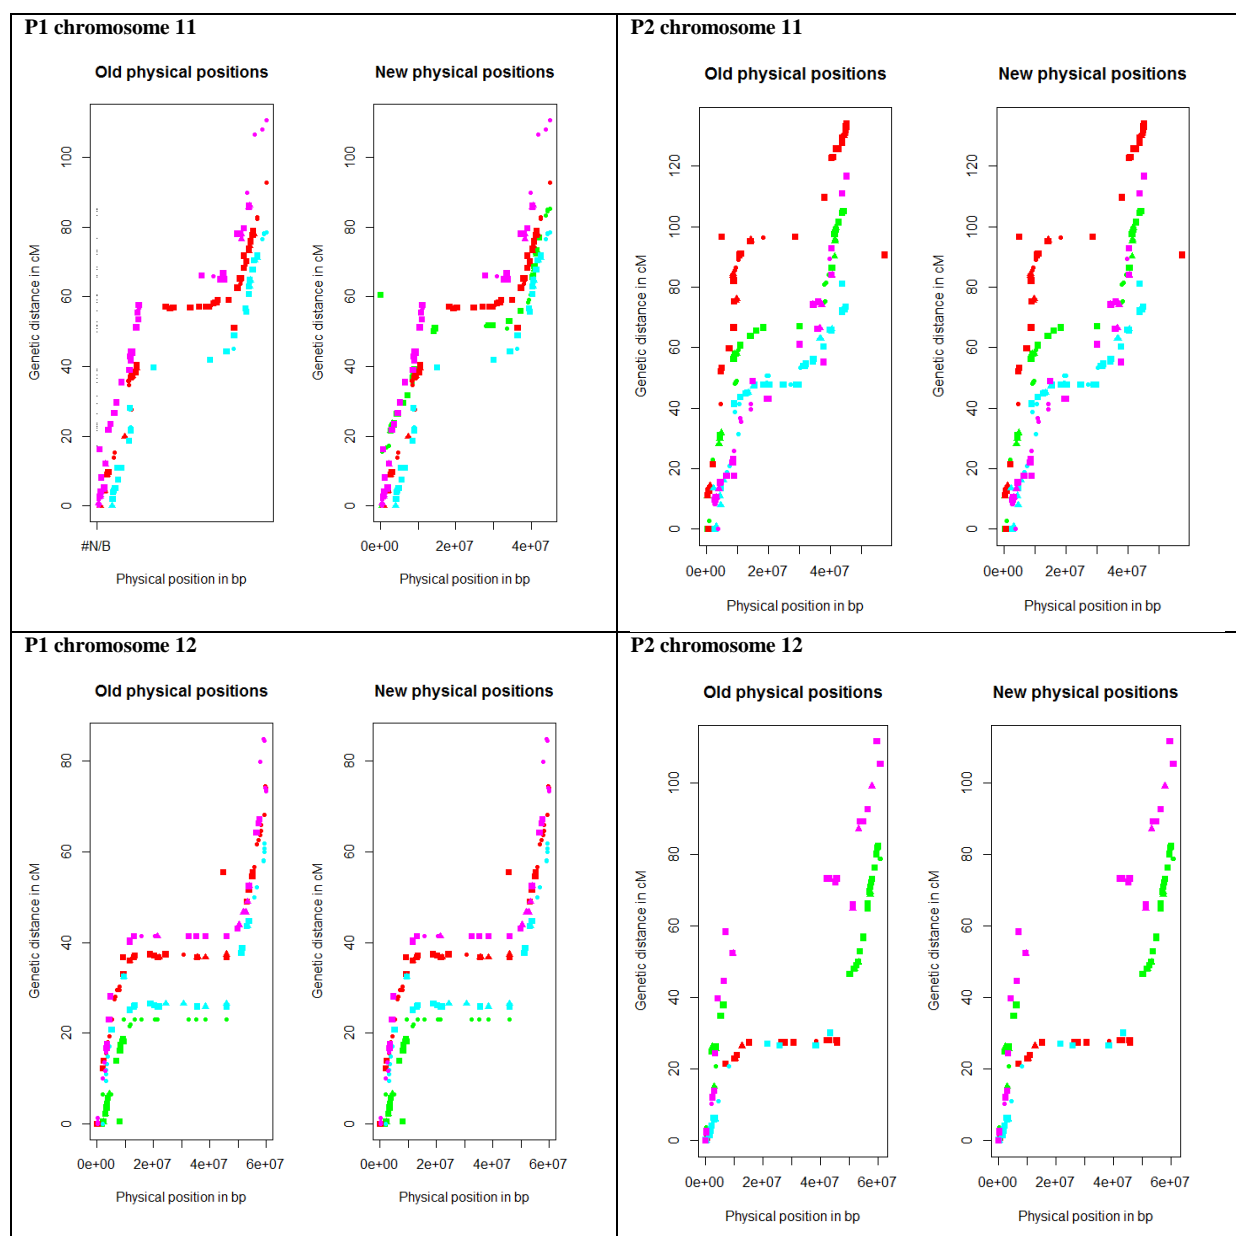 P1 chromosome 11
Old physical positions
New physical positions
Genetic distance in cM
0
20
40
60
80
100
#N/B
Physical position in bp
Genetic distance in cM
0
20
40
60
80
100
0e+00
2e+07
4e+07
Physical position in bp
P2 chromosome 11
Old physical positions
New physical positions
Genetic distance in cM
0
20
40
60
80
100
120
0e+00
2e+07
4e+07
Physical position in bp
Genetic distance in cM
0
20
40
60
80
100
120
0e+00
2e+07
4e+07
Physical position in bp
P1 chromosome 12
Old physical positions
New physical positions
Genetic distance in cM
0
20
40
60
80
0e+00
2e+07
4e+07
6e+07
Physical position in bp
Genetic distance in cM
0
20
40
60
80
0e+00
2e+07
4e+07
6e+07
Physical position in bp
P2 chromosome 12
Old physical positions
New physical positions
Genetic distance in cM
0
20
40
60
80
100
0e+00
2e+07
4e+07
6e+07
Physical position in bp
Genetic distance in cM
0
20
40
60
80
100
0e+00
2e+07
4e+07
6e+07
Physical position in bp